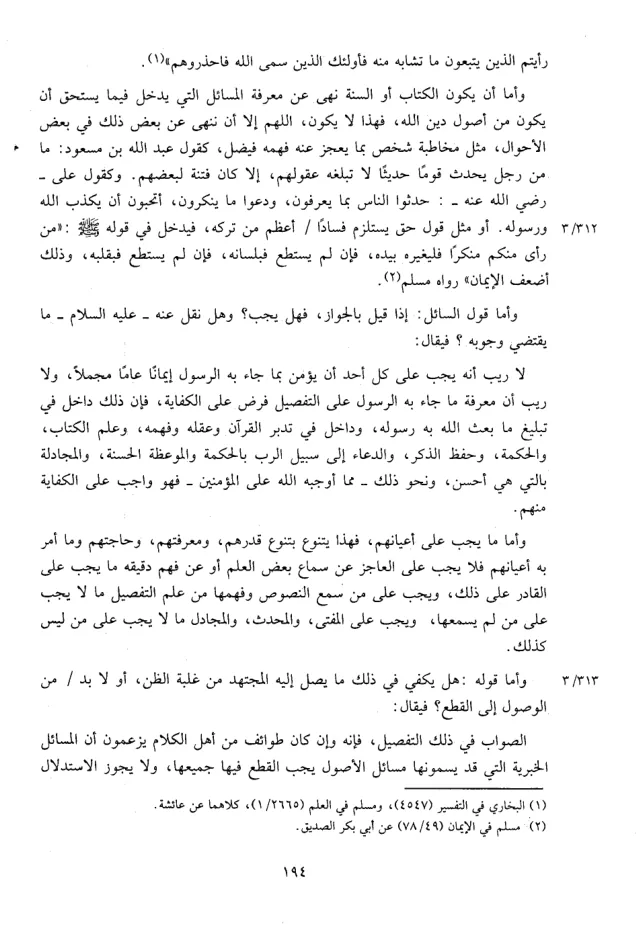 رأيتم الذين يتبعون ما تشابه منه فأولئك الذين سمى الله فاحذروهم»(١).
وأما أن يكون الكتاب أو السنة نهى عن معرفة المسائل التي يدخل فيما يستحق أن
يكون من أصول دين الله، فهذا لا يكون، اللهم إلا أن ننهى عن بعض ذلك في بعض
الأحوال، مثل مخاطبة شخص بما يعجز عنه فهمه فيضل، كقول عبد الله بن مسعود: ما
من رجل يحدث قومًا حديثًا لا تبلغه عقولهم، إلا كان فتنة لبعضهم. وكقول على ـ
رضي الله عنه ـ : حدثوا الناس بما يعرفون، ودعوا ما ينكرون، أتحبون أن يكذب الله
٣/٣١٢ ورسوله. أو مثل قول حق يستلزم فسادًا / أعظم من تركه، فيدخل في قوله ﷺ :«من
رأى منكم منكرًا فليغيره بيده، فإن لم يستطع فبلسانه، فإن لم يستطع فبقلبه، وذلك
أضعف الإيمان» رواه مسلم(٢).
وأما قول السائل: إذا قيل بالجواز، فهل يجب؟ وهل نقل عنه ـ عليه السلام ـ ما
يقتضي وجوبه ؟ فيقال:
لا ريب أنه يجب على كل أحد أن يؤمن بما جاء به الرسول إيمانًا عامًا مجملاً، ولا
ريب أن معرفة ما جاء به الرسول على التفصيل فرض على الكفاية، فإن ذلك داخل في
تبليغ ما بعث الله به رسوله، وداخل في تدبر القرآن وعقله وفهمه، وعلم الكتاب،
والحكمة، وحفظ الذكر، والدعاء إلى سبيل الرب بالحكمة والموعظة الحسنة، والمجادلة
بالتي هي أحسن، ونحو ذلك ـ مما أوجبه الله على المؤمنين ـ فهو واجب على الكفاية
منهم.
وأما ما يجب على أعيانهم، فهذا يتنوع بتنوع قدرهم، ومعرفتهم، وحاجتهم وما أمر
به أعيانهم فلا يجب على العاجز عن سماع بعض العلم أو عن فهم دقيقه ما يجب على
القادر على ذلك، ويجب على من سمع النصوص وفهمها من علم التفصيل ما لا يجب
على من لم يسمعها، ويجب على المفتى، والمحدث، والمجادل ما لا يجب على من ليس
كذلك.
٣/٣١٣ وأما قوله :هل يكفي في ذلك ما يصل إليه المجتهد من غلبة الظن، أو لا بد / من
الوصول إلى القطع؟ فيقال:
الصواب في ذلك التفصيل، فإنه وإن كان طوائف من أهل الكلام يزعمون أن المسائل
الخبرية التي قد يسمونها مسائل الأصول يجب القطع فيها جميعها، ولا يجوز الاستدلال
(١) البخاري في التفسير (٤٥٤٧)، ومسلم في العلم (١/٢٦٦٥)، كلاهما عن عائشة.
(٢) مسلم في الإيمان (٧٨/٤٩) عن أبي بكر الصديق.
١٩٤